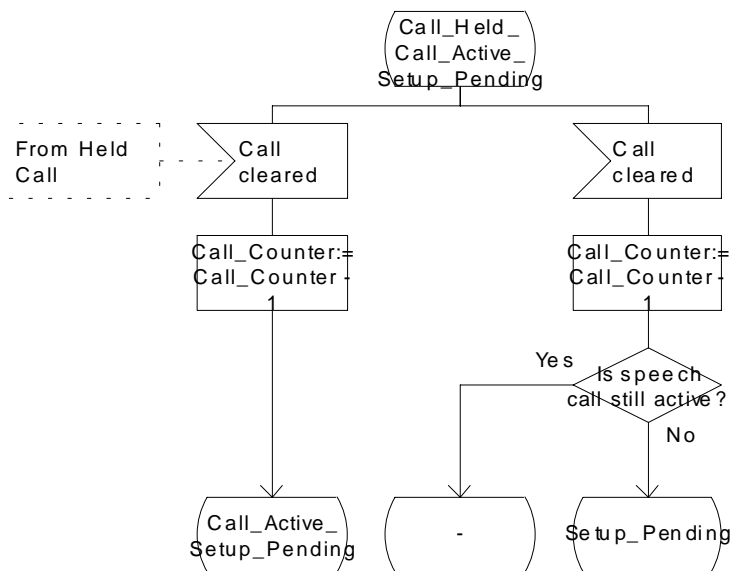 Call_Held_
Call_Active_
Setup_Pending
From Held
Call
Call
cleared
Call
cleared
Call_Counter:=
Call_Counter -
1
Call_Counter:=
Call_Counter -
1
Yes
Is speech
call still active?
No
Call_Active_
Setup_Pending
-
Setup_Pending